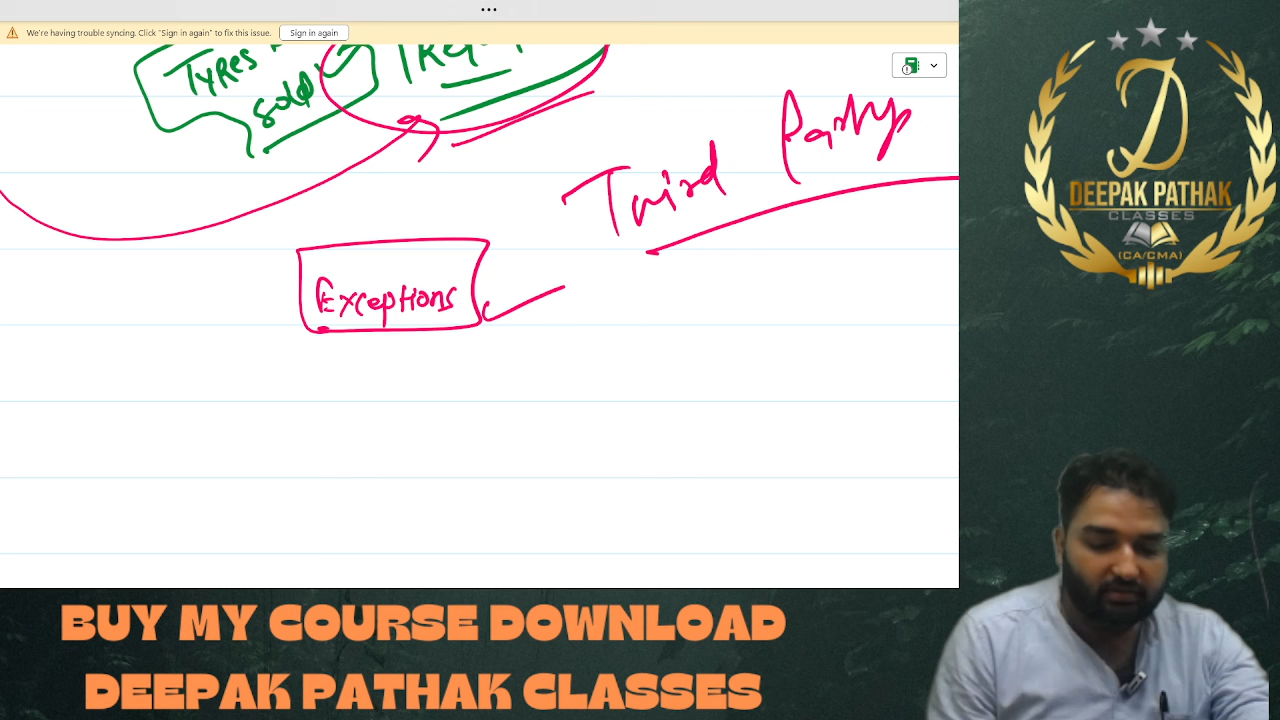 We're having trouble syncing. Click "Sign in again" to fix this issue. Sign in again
Tyres
sold
Third Party
Exceptions
D
DEEPAK PATHAK
CLASSES
(CA/CMA)
BUY MY COURSE DOWNLOAD
DEEPAK PATHAK CLASSES